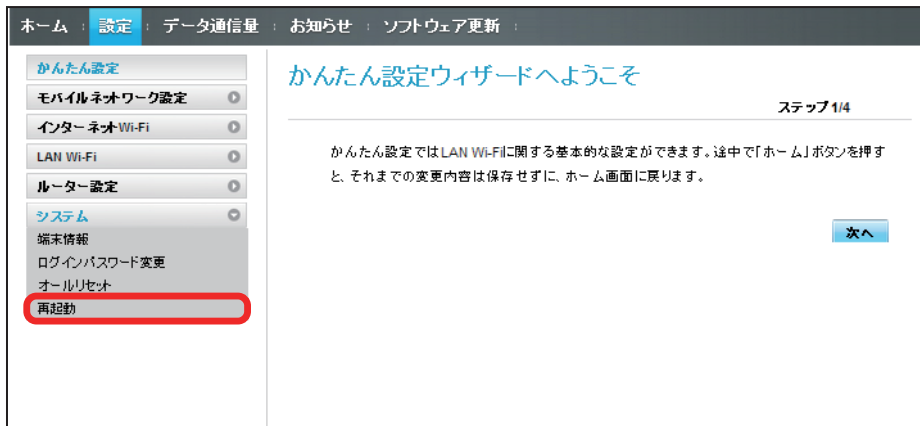 ホーム 設定 データ通信量 お知らせ ソフトウェア更新
かんたん設定
モバイルネットワーク設定
インターネットWi-Fi
LAN Wi-Fi
ルーター設定
システム
端末情報
ログインパスワード変更
オールリセット
再起動
かんたん設定ウィザードへようこそ
ステップ1/4
かんたん設定ではLAN Wi-Fiに関する基本的な設定ができます。途中で「ホーム」ボタンを押す
と、それまでの変更内容は保存せずに、ホーム画面に戻ります。
次へ